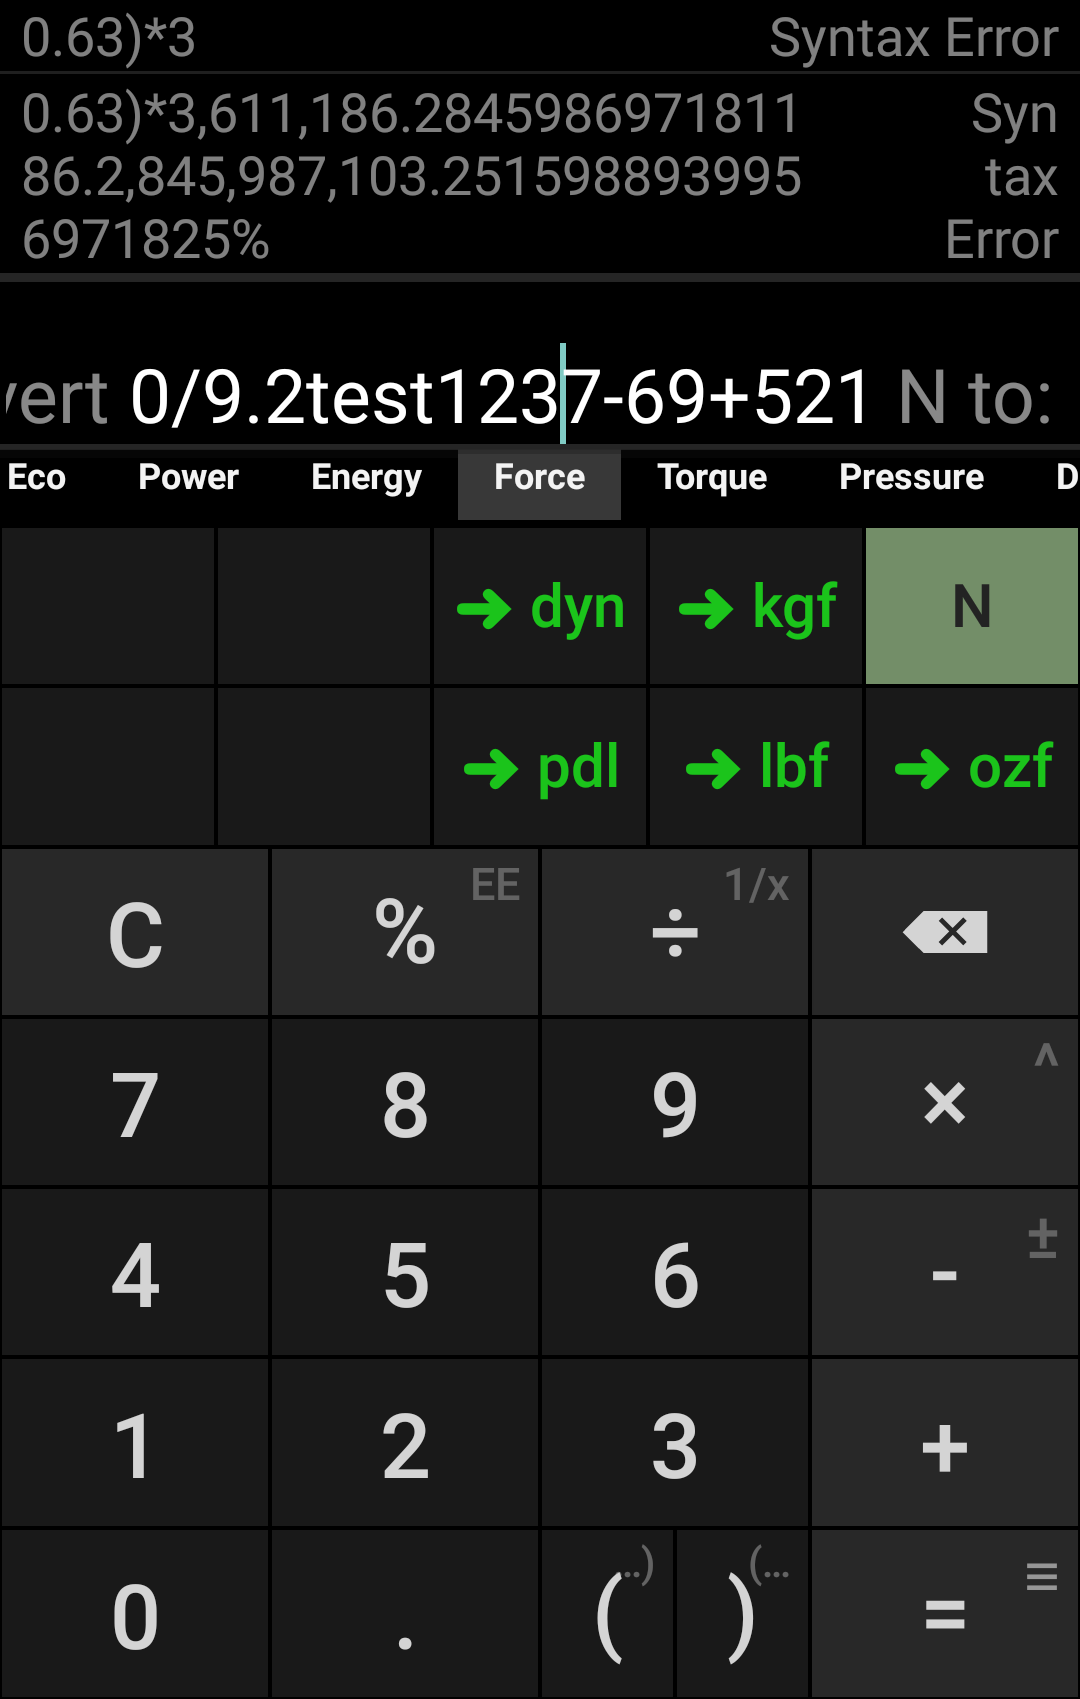 0.63)*3 Syntax Error
0.63)*3,611,186.2845986971811 Syn
86.2,845,987,103.251598893995 tax
6971825% Error
vert 0/9.2test1237-69+521 N to:
Eco Power Energy Force Torque Pressure D
➔ dyn ➔ kgf N
➔ pdl ➔ lbf ➔ ozf
C % EE ÷ 1/x
7 8 9 × ^
4 5 6 - ±
1 2 3 +
0 . ( ..) ) (... = ≡